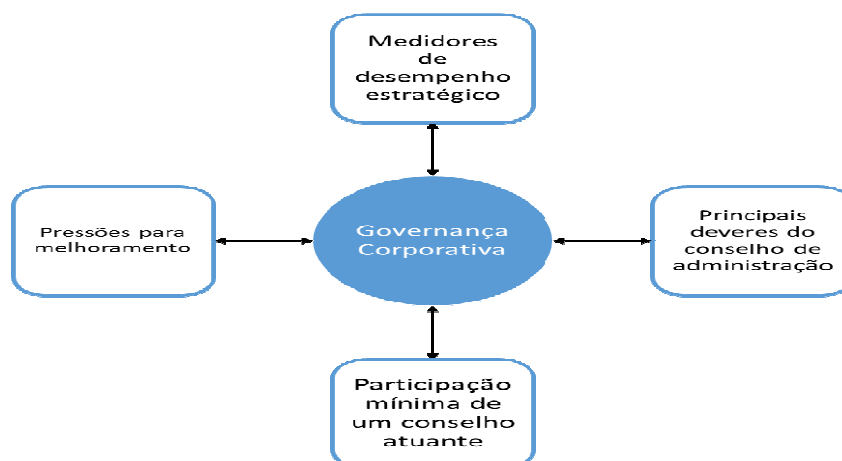 Medidores
de
desempenho
estratégico
Pressões para
melhoramento
Governança
Corporativa
Principais
deveres do
conselho de
administração
Participação
mínima de
um conselho
atuante